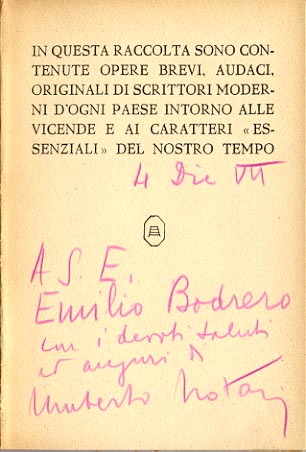 IN QUESTA RACCOLTA SONO CON-
TENUTE OPERE BREVI, AUDACI,
ORIGINALI DI SCRITTORI MODER-
NI D'OGNI PAESE INTORNO ALLE
VICENDE E AI CARATTERI «ES-
SENZIALI» DEL NOSTRO TEMPO
4 Dic VII
A S. E.
Emilio Bodrero
con i devoti saluti
ed auguri di
Umberto Notari